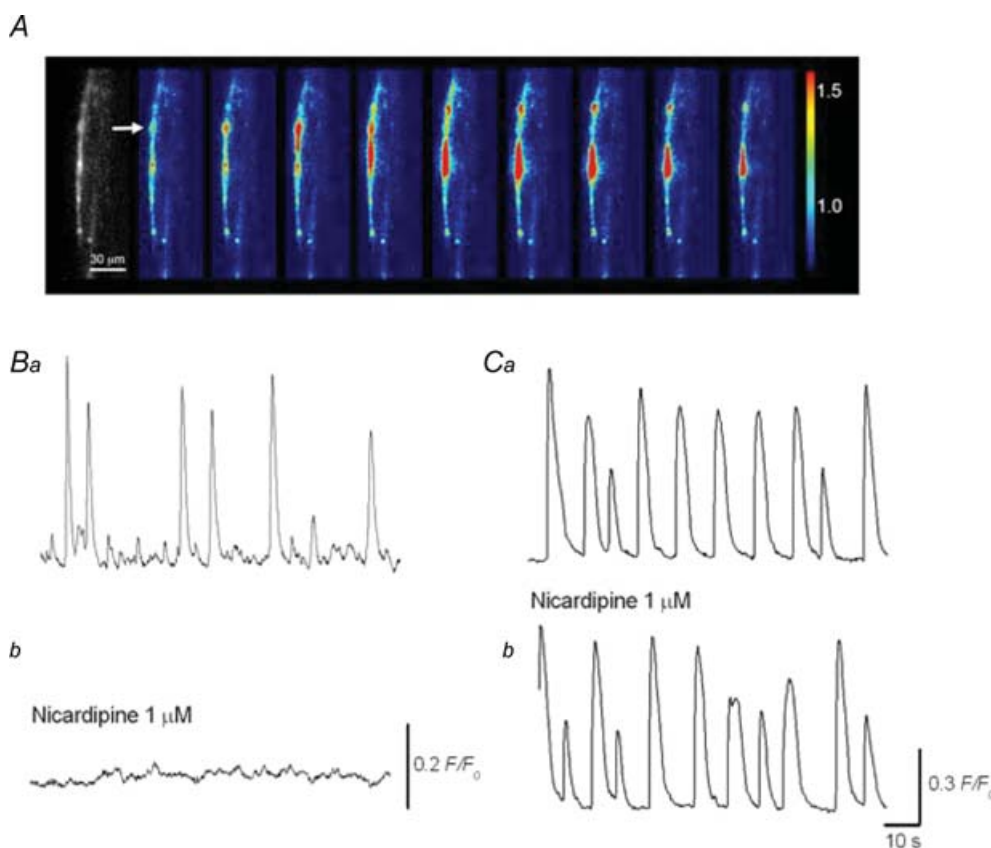 A
1.5
1.0
30 μm
Ba
Ca
Nicardipine 1 μM
b
b
Nicardipine 1 μM
0.2 F/F₀
0.3 F/F₀
10 s